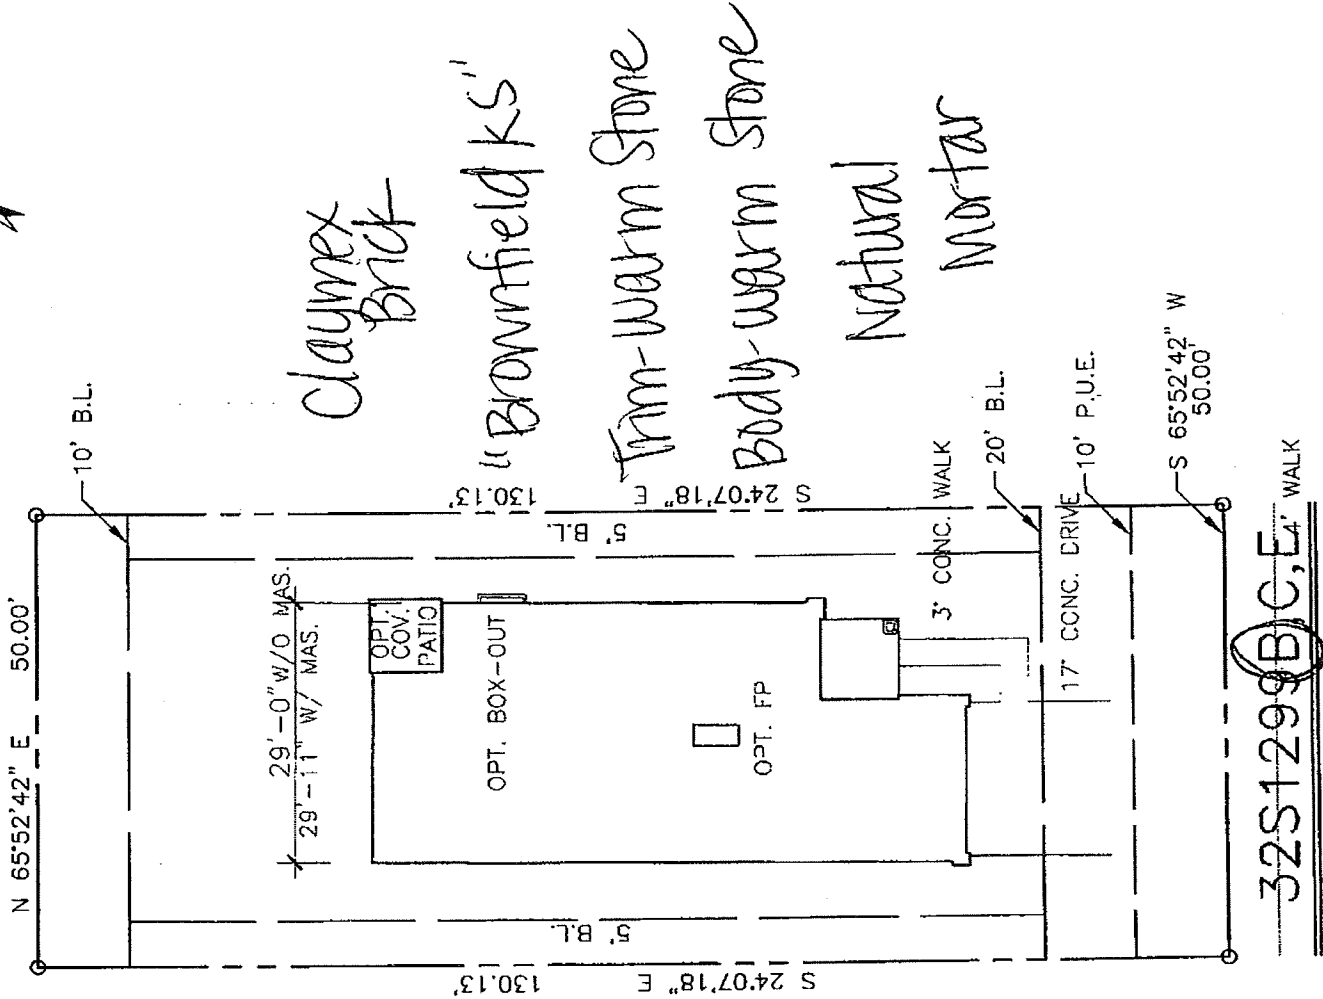 N 65°52'42" E 50.00'
10' B.L.
29'-0" W/O MAS.
29'-11" W/ MAS.
OPT.
COV.
PATIO
OPT. BOX-OUT
OPT. FP
5' B.L.
5' B.L.
S 24°07'18" E 130.13'
S 24°07'18" E 130.13'
3' CONC. WALK
20' B.L.
17' CONC. DRIVE
10' P.U.E.
S 65°52'42" W
50.00'
4' WALK
32S1299B,C,E
Claymex
Brick
"Brownfield KS"
Trim-Warm Stone
Body-warm Stone
Natural
Mortar